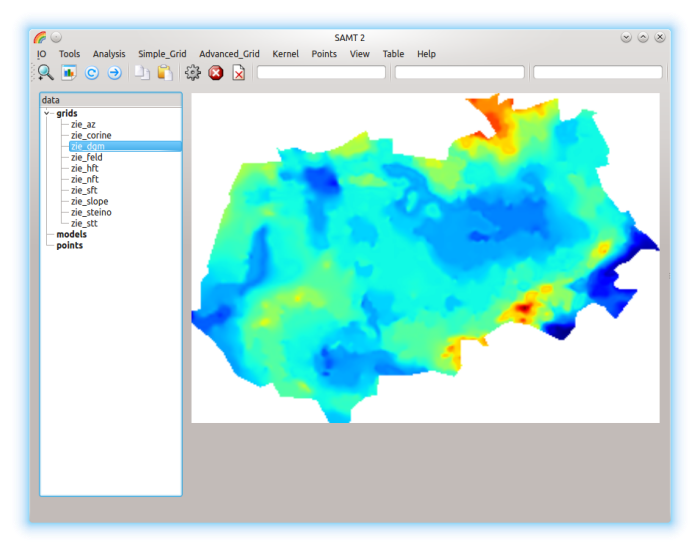 SAMT 2
IO Tools Analysis Simple_Grid Advanced_Grid Kernel Points View Table Help
data
grids
zie_az
zie_corine
zie_dgm
zie_feld
zie_hft
zie_nft
zie_sft
zie_slope
zie_steino
zie_stt
models
points